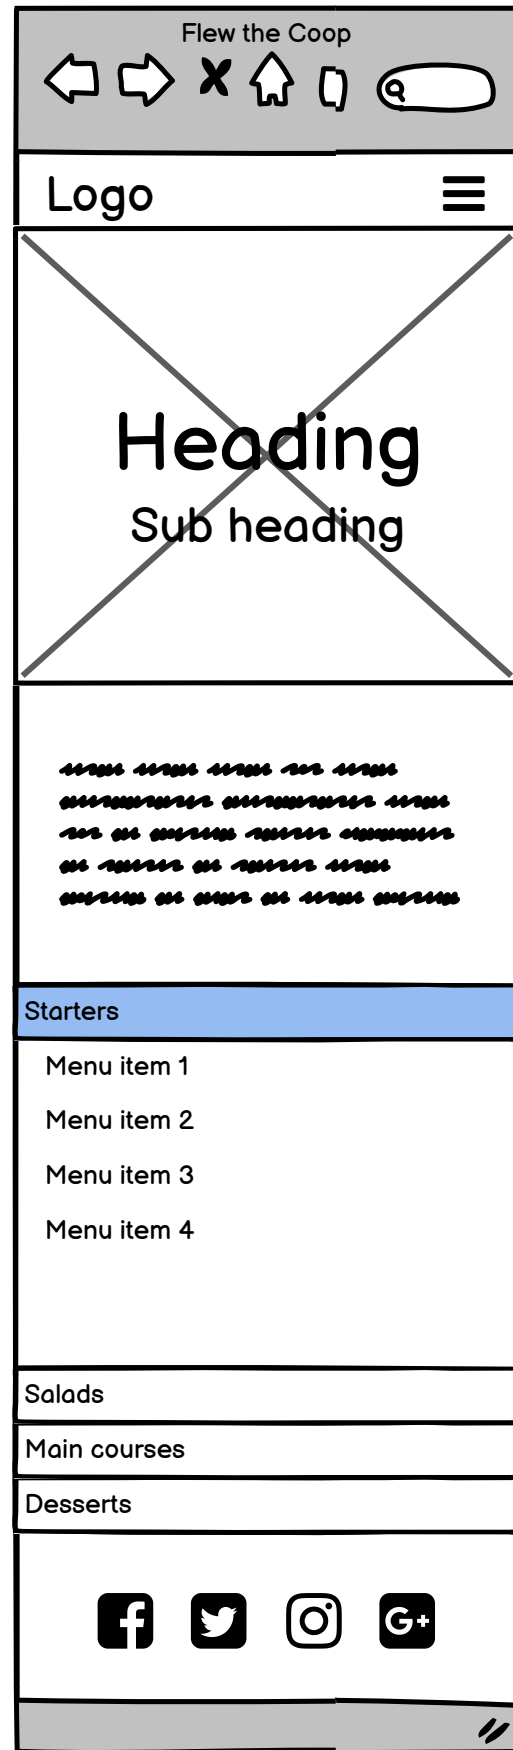 Flew the Coop
Logo
Heading
Sub heading
Starters
Menu item 1
Menu item 2
Menu item 3
Menu item 4
Salads
Main courses
Desserts
G+